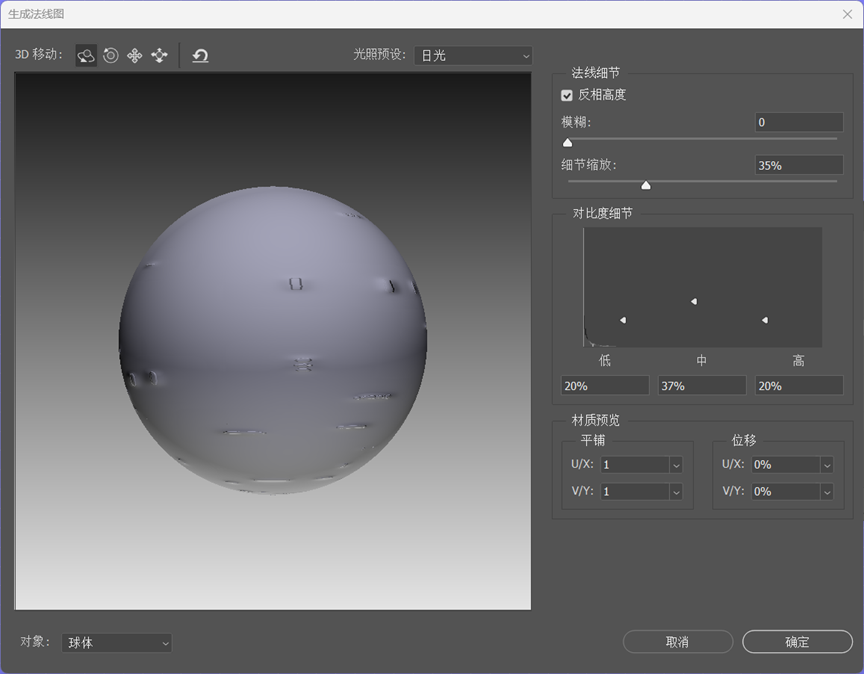 生成法线图
3D 移动:
光照预设: 日光
法线细节
反相高度
模糊: 0
细节缩放: 35%
对比度细节
低 中 高
20% 37% 20%
材质预览
平铺 位移
U/X: 1 U/X: 0%
V/Y: 1 V/Y: 0%
对象: 球体
取消 确定